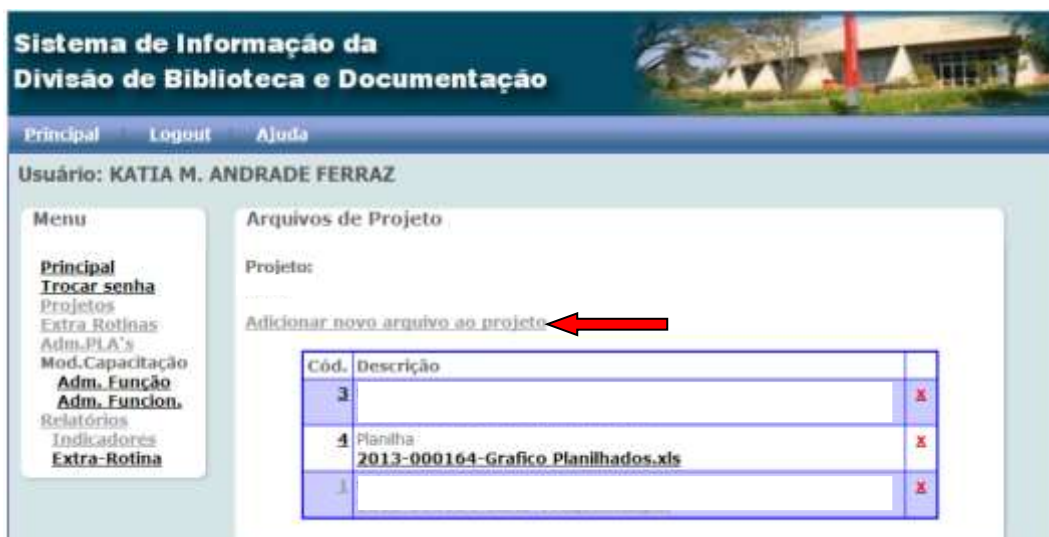 Sistema de Informação da
Divisão de Biblioteca e Documentação
Principal Logout Ajuda
Usuário: KATIA M. ANDRADE FERRAZ
Menu
Principal
Trocar senha
Projetos
Extra Rotinas
Adm.PLA's
Mod.Capacitação
Adm. Função
Adm. Funcion.
Relatórios
Indicadores
Extra-Rotina
Arquivos de Projeto
Projeto:
Adicionar novo arquivo ao projeto
Cód. Descrição
3 x
4 Planilha x
2013-000164-Grafico Planilhados.xls
1 x